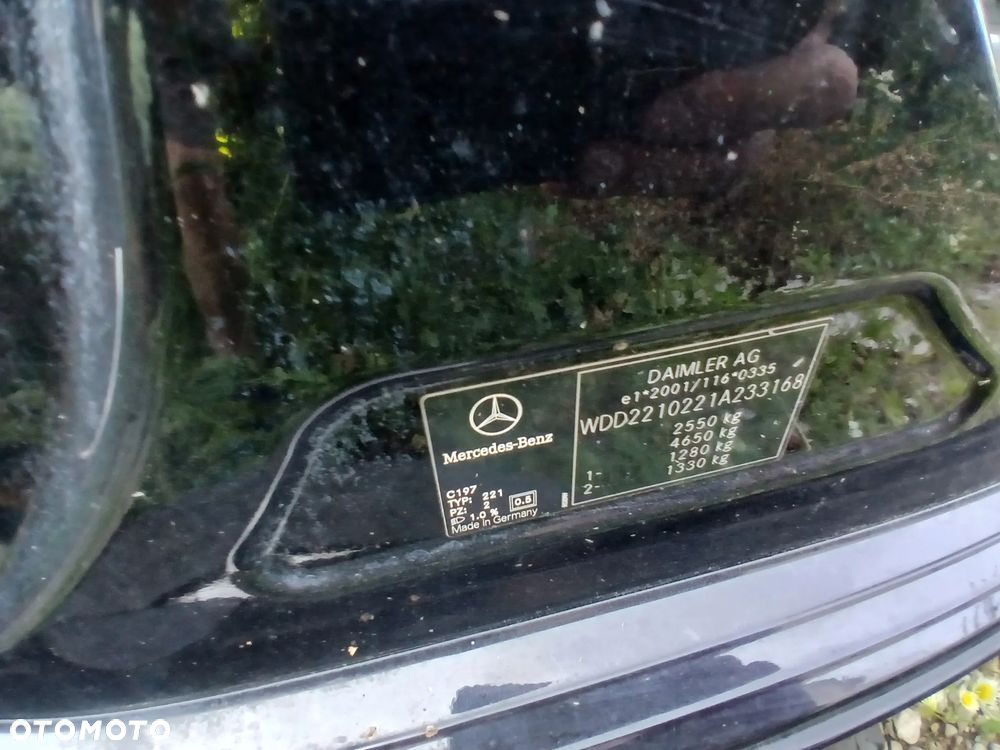 Mercedes-Benz
C197
TYP: 221
PZ: 2 0.5
1.0 %
Made in Germany
DAIMLER AG
e1*2001/116*0335
WDD2210221A233168
2550 kg
4650 kg
1- 1280 kg
2- 1330 kg
OTOMOTO